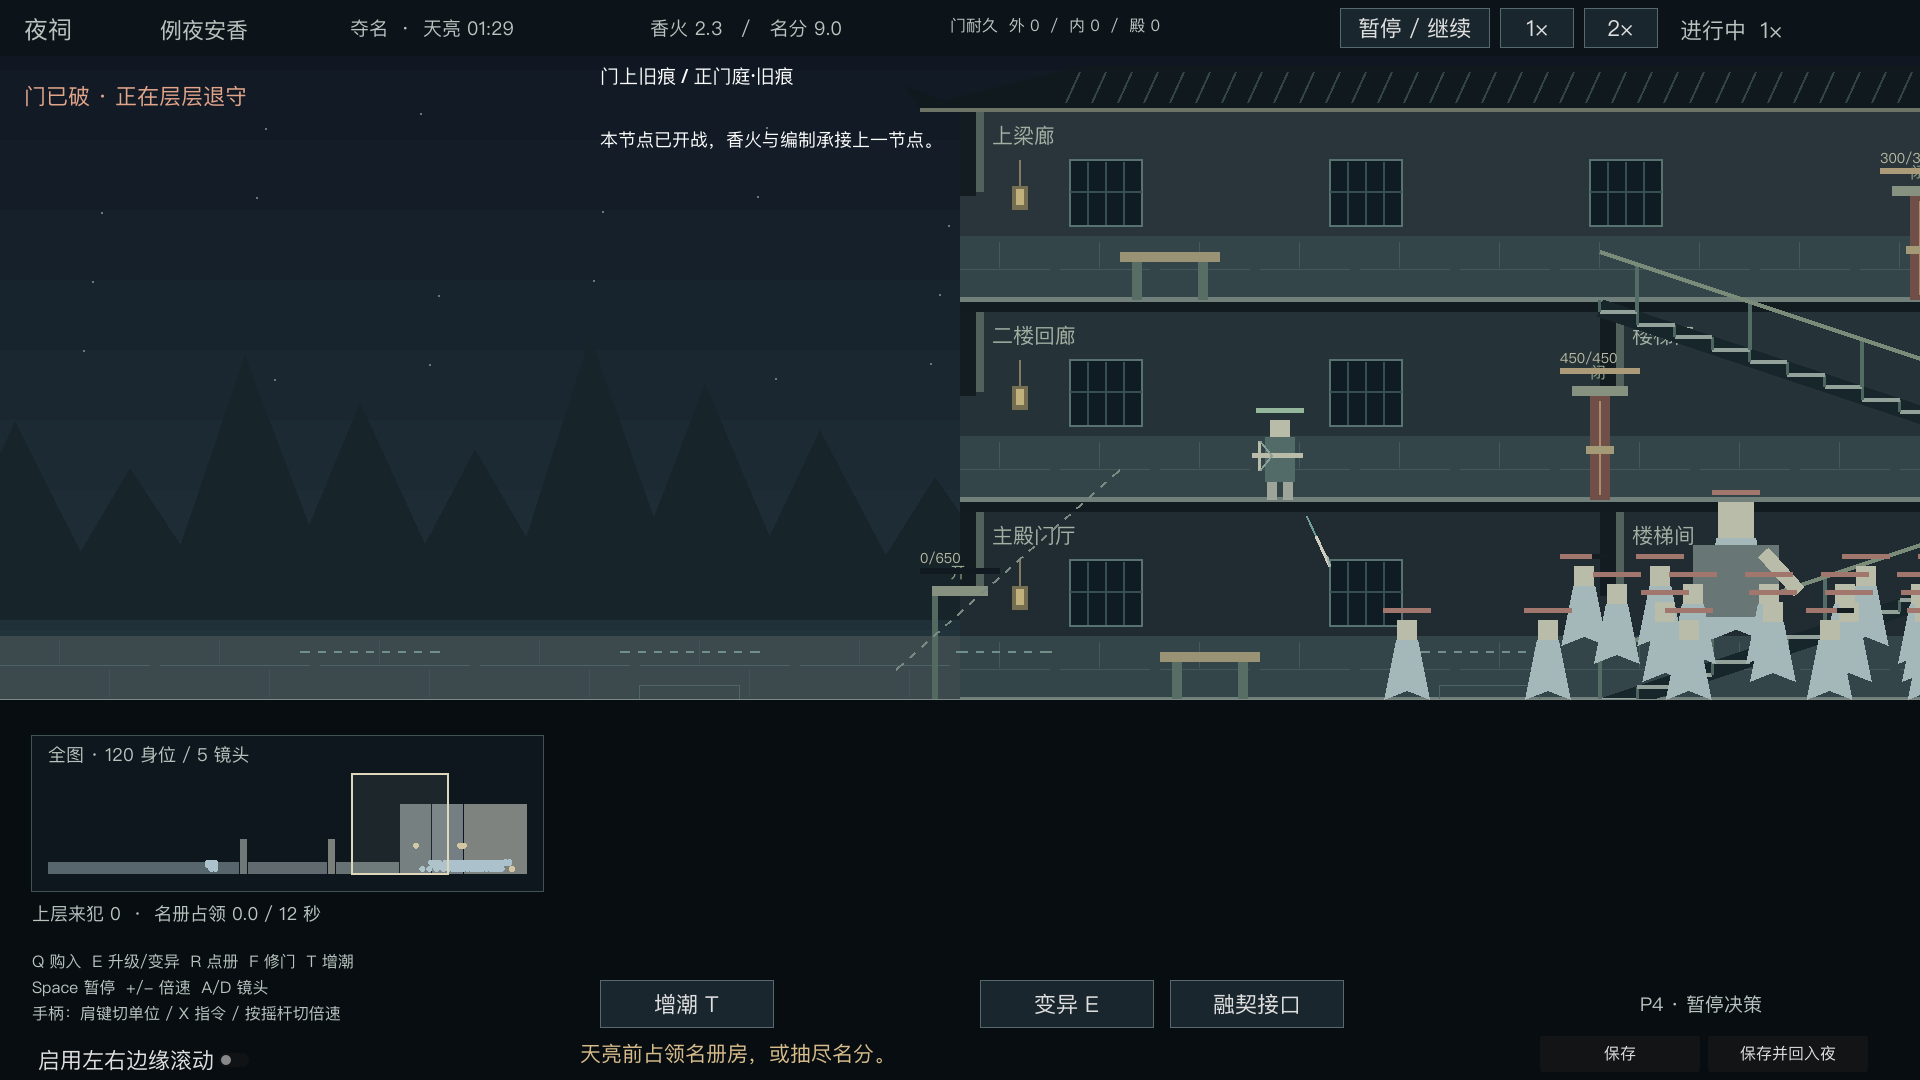 夜祠
例夜安香
夺名 · 天亮 01:29
香火 2.3 / 名分 9.0
门耐久 外 0 / 内 0 / 殿 0
暂停 / 继续
1×
2×
进行中 1×
门已破 · 正在层层退守
门上旧痕 / 正门庭·旧痕
本节点已开战，香火与编制承接上一节点。
上梁廊
二楼回廊
450/450
闭
主殿门厅
楼梯间
0/650
全图 · 120 身位 / 5 镜头
上层来犯 0 · 名册占领 0.0 / 12 秒
Q 购入 E 升级/变异 R 点册 F 修门 T 增潮
Space 暂停 +/− 倍速 A/D 镜头
手柄：肩键切单位 / X 指令 / 按摇杆切倍速
启用左右边缘滚动
增潮 T
变异 E
融契接口
天亮前占领名册房，或抽尽名分。
P4 · 暂停决策
保存
保存并回入夜